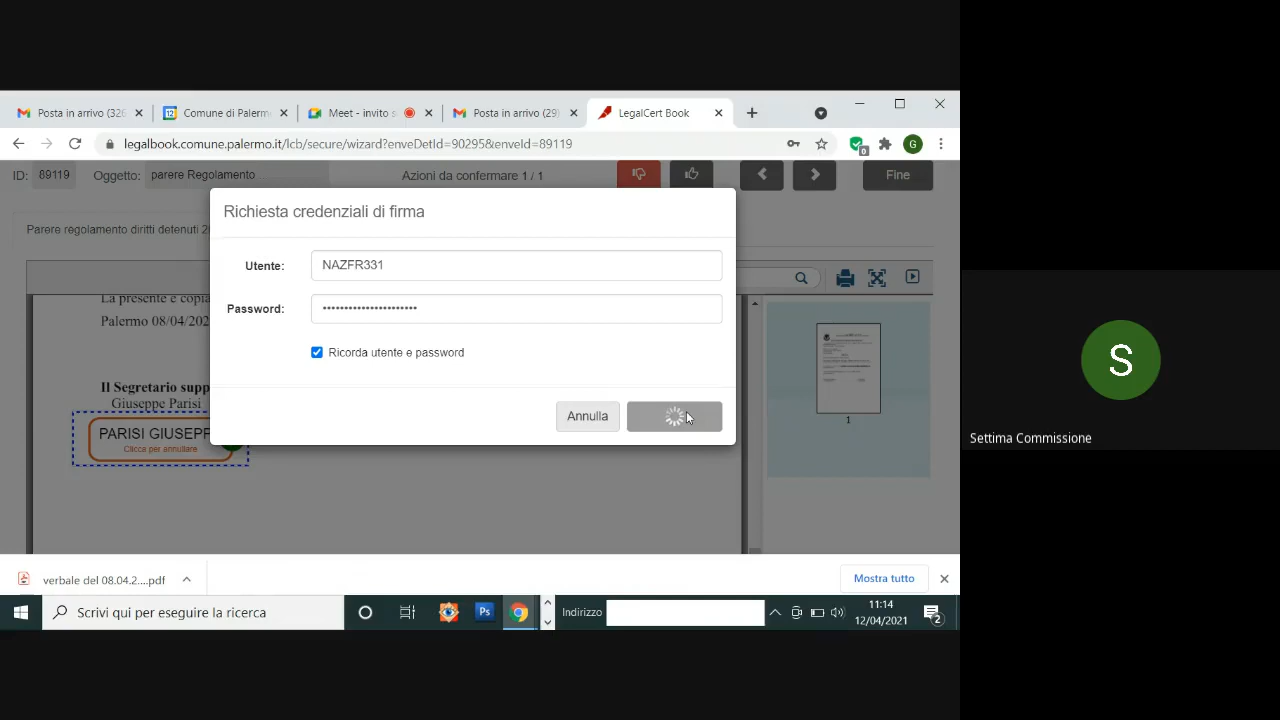 Posta in arrivo (326
Comune di Palermo
Meet - invito s
Posta in arrivo (29)
LegalCert Book
legalbook.comune.palermo.it/lcb/secure/wizard?enveDetId=90295&enveId=89119
0
G
ID: 89119 Oggetto: parere Regolamento Azioni da confermare 1 / 1 Fine
Richiesta credenziali di firma
Parere regolamento diritti detenuti
Utente: NAZFR331
Password: ••••••••••••••••••••••
Ricorda utente e password
Annulla
La presente e copia
Palermo 08/04/202
Il Segretario supp
Giuseppe Parisi
PARISI GIUSEPP
Clicca per annullare
1
S
Settima Commissione
verbale del 08.04.2....pdf
Mostra tutto
Scrivi qui per eseguire la ricerca
Ps
Indirizzo
11:14
12/04/2021
2